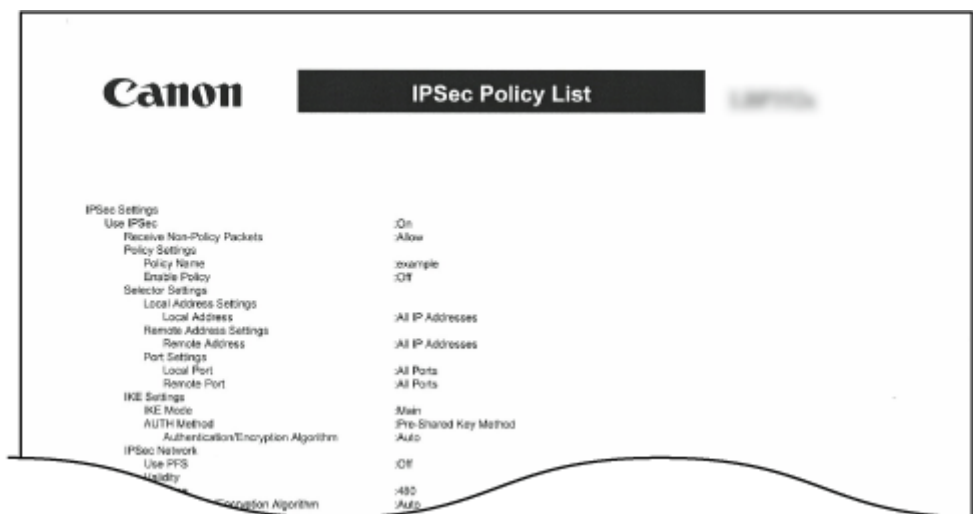 Canon
IPSec Policy List
IPSec Settings
Use IPSec :On
Receive Non-Policy Packets :Allow
Policy Settings
Policy Name :example
Enable Policy :Off
Selector Settings
Local Address Settings
Local Address :All IP Addresses
Remote Address Settings
Remote Address :All IP Addresses
Port Settings
Local Port :All Ports
Remote Port :All Ports
IKE Settings
IKE Mode :Main
AUTH Method :Pre-Shared Key Method
Authentication/Encryption Algorithm :Auto
IPSec Network
Use PFS :Off
Validity
:480
/Encryption Algorithm :Auto